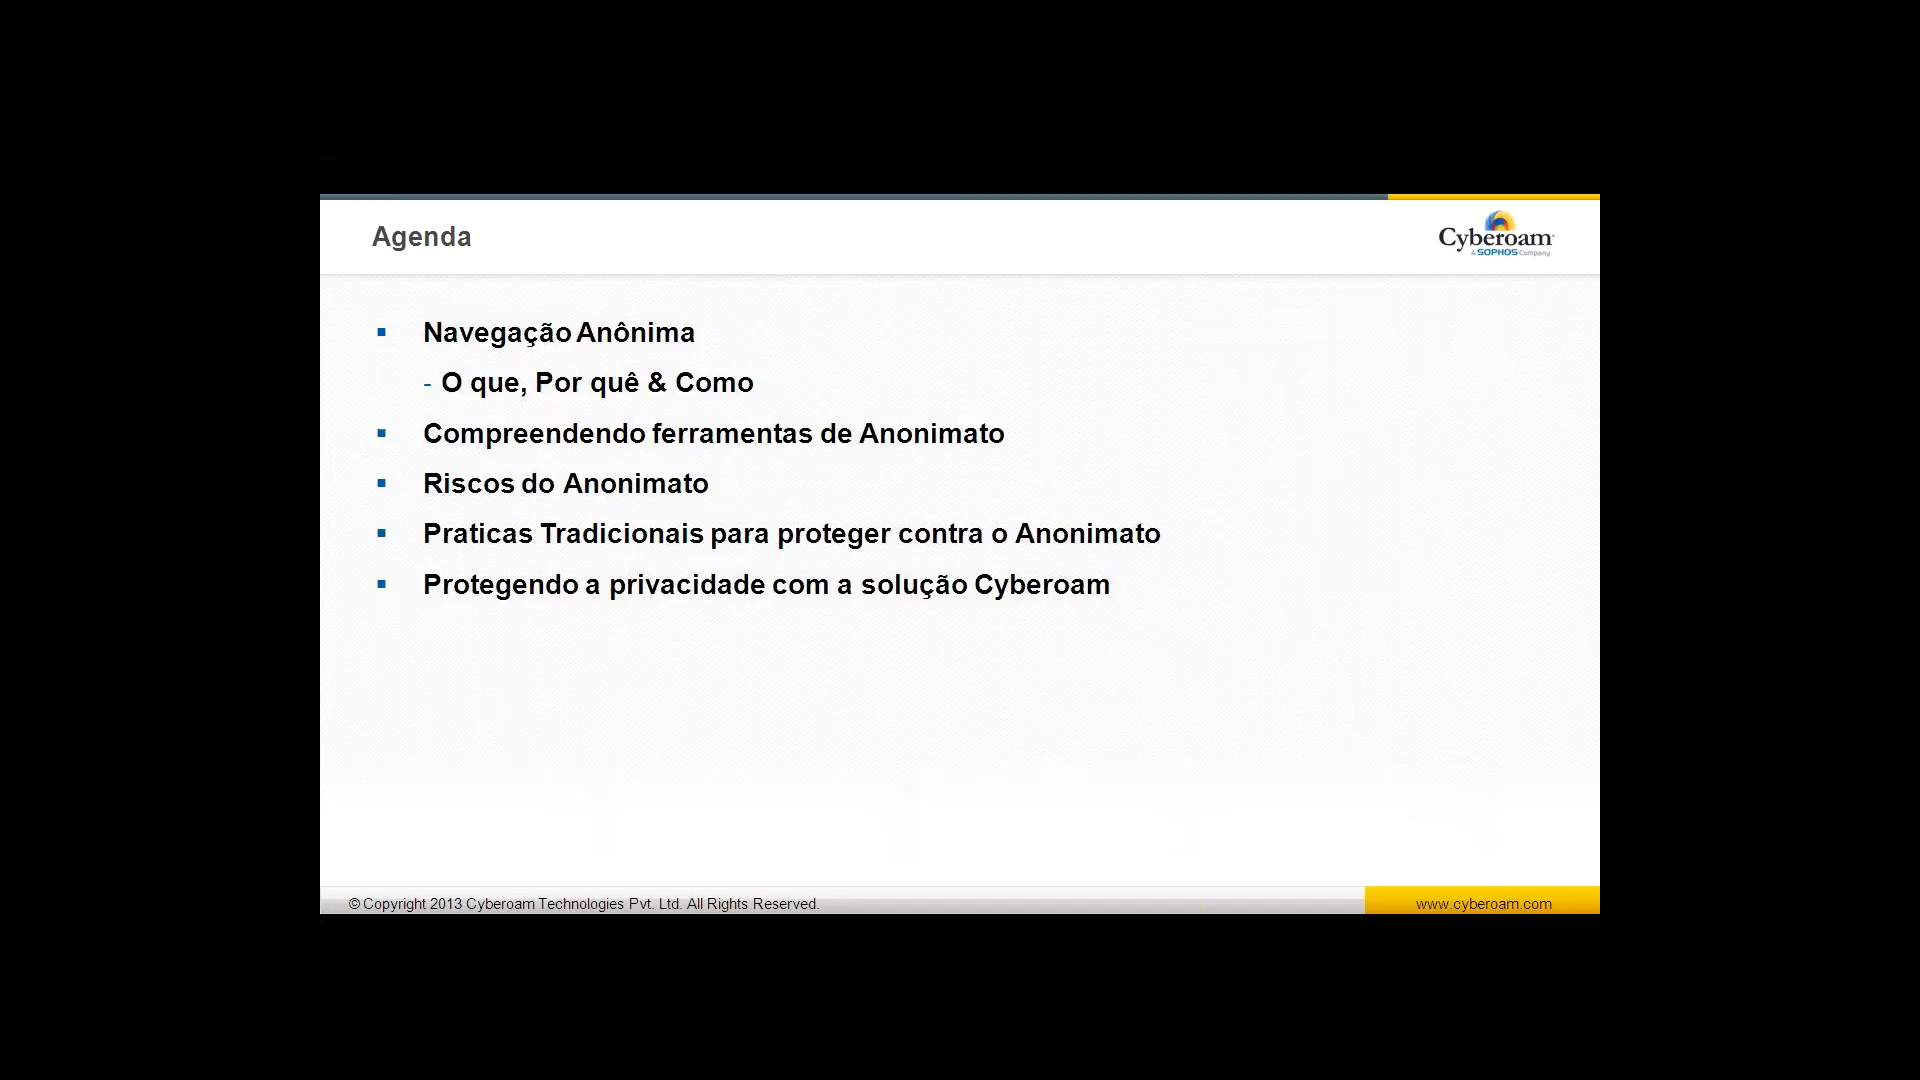 Agenda
Cyberoam
A SOPHOS Company
Navegação Anônima
- O que, Por quê & Como
Compreendendo ferramentas de Anonimato
Riscos do Anonimato
Praticas Tradicionais para proteger contra o Anonimato
Protegendo a privacidade com a solução Cyberoam
© Copyright 2013 Cyberoam Technologies Pvt. Ltd. All Rights Reserved.
www.cyberoam.com